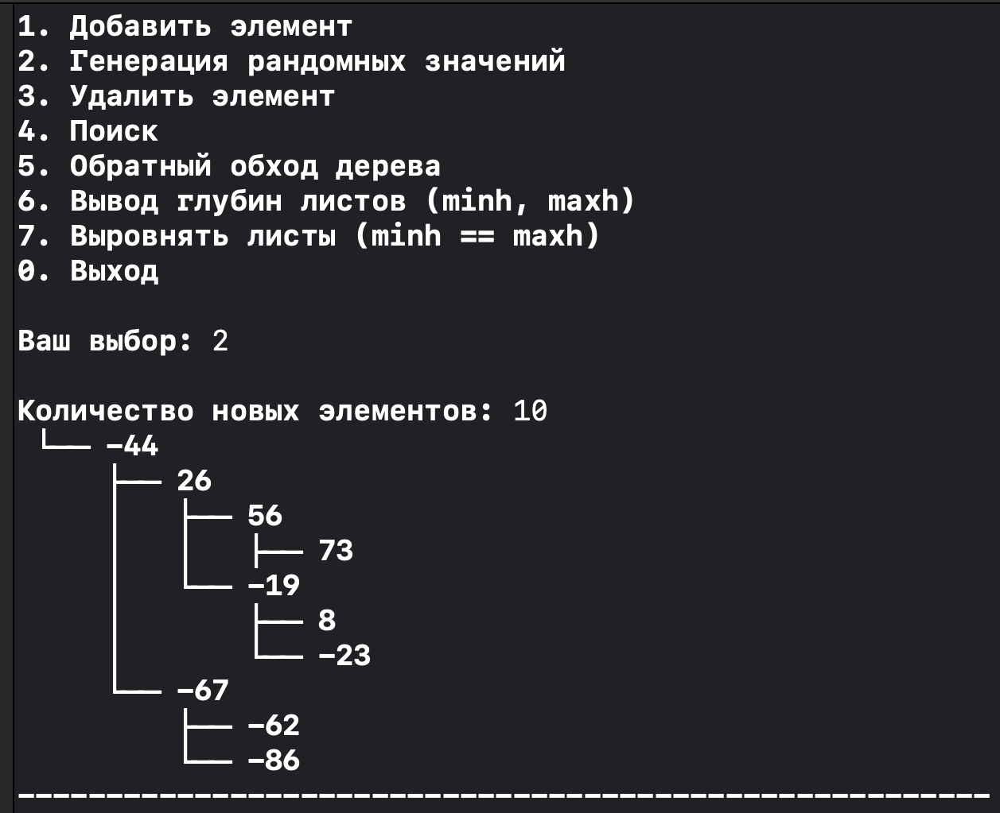 1. Добавить элемент
2. Генерация рандомных значений
3. Удалить элемент
4. Поиск
5. Обратный обход дерева
6. Вывод глубин листов (minh, maxh)
7. Выровнять листы (minh == maxh)
0. Выход
Ваш выбор: 2
Количество новых элементов: 10
└── -44
├── 26
├── 56
├── 73
└── -19
├── 8
└── -23
└── -67
├── -62
└── -86
-------------------------------------------------------